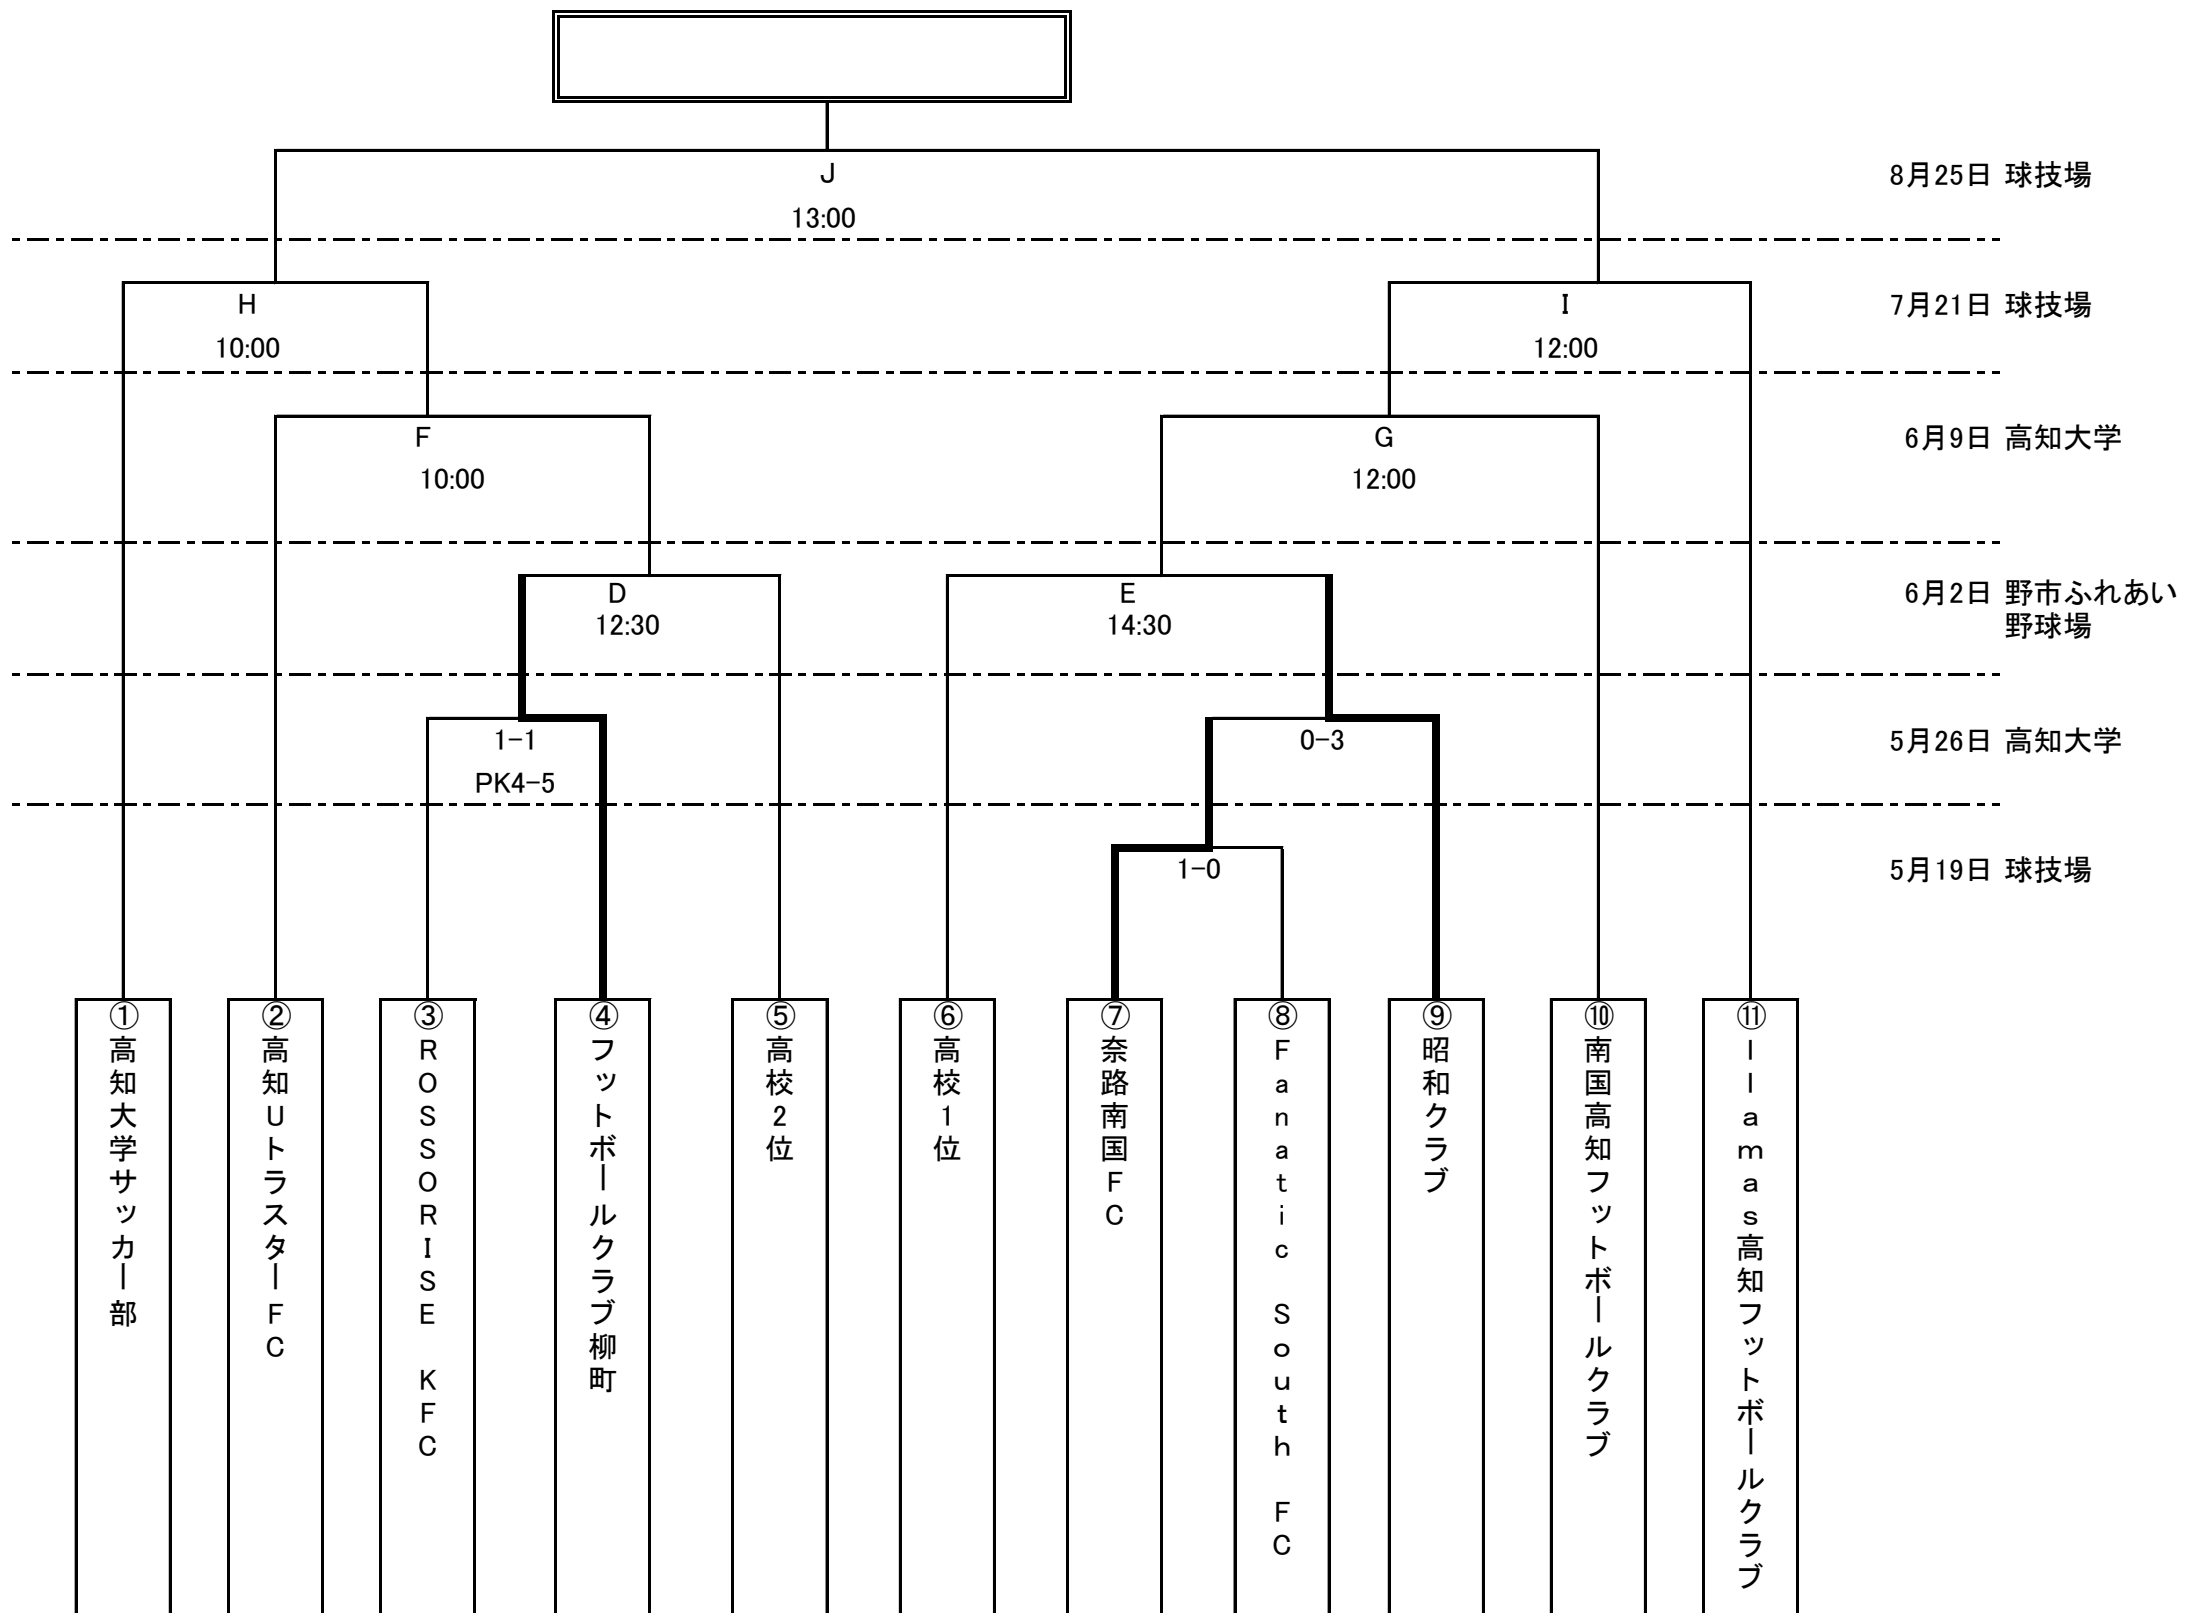 J
8月25日 球技場
13:00
H
I
7月21日 球技場
10:00
12:00
F
G
6月9日 高知大学
10:00
12:00
D
E
6月2日 野市ふれあい
12:30
14:30
野球場
1−1
0−3
5月26日 高知大学
PK4−5
1−0
5月19日 球技場
①高知大学サッカー部
②高知UトラスターFC
③ROSSORISE KFC
④フットボールクラブ柳町
⑤高校2位
⑥高校1位
⑦奈路南国FC
⑧Fanatic South FC
⑨昭和クラブ
⑩南国高知フットボールクラブ
⑪llamas高知フットボールクラブ